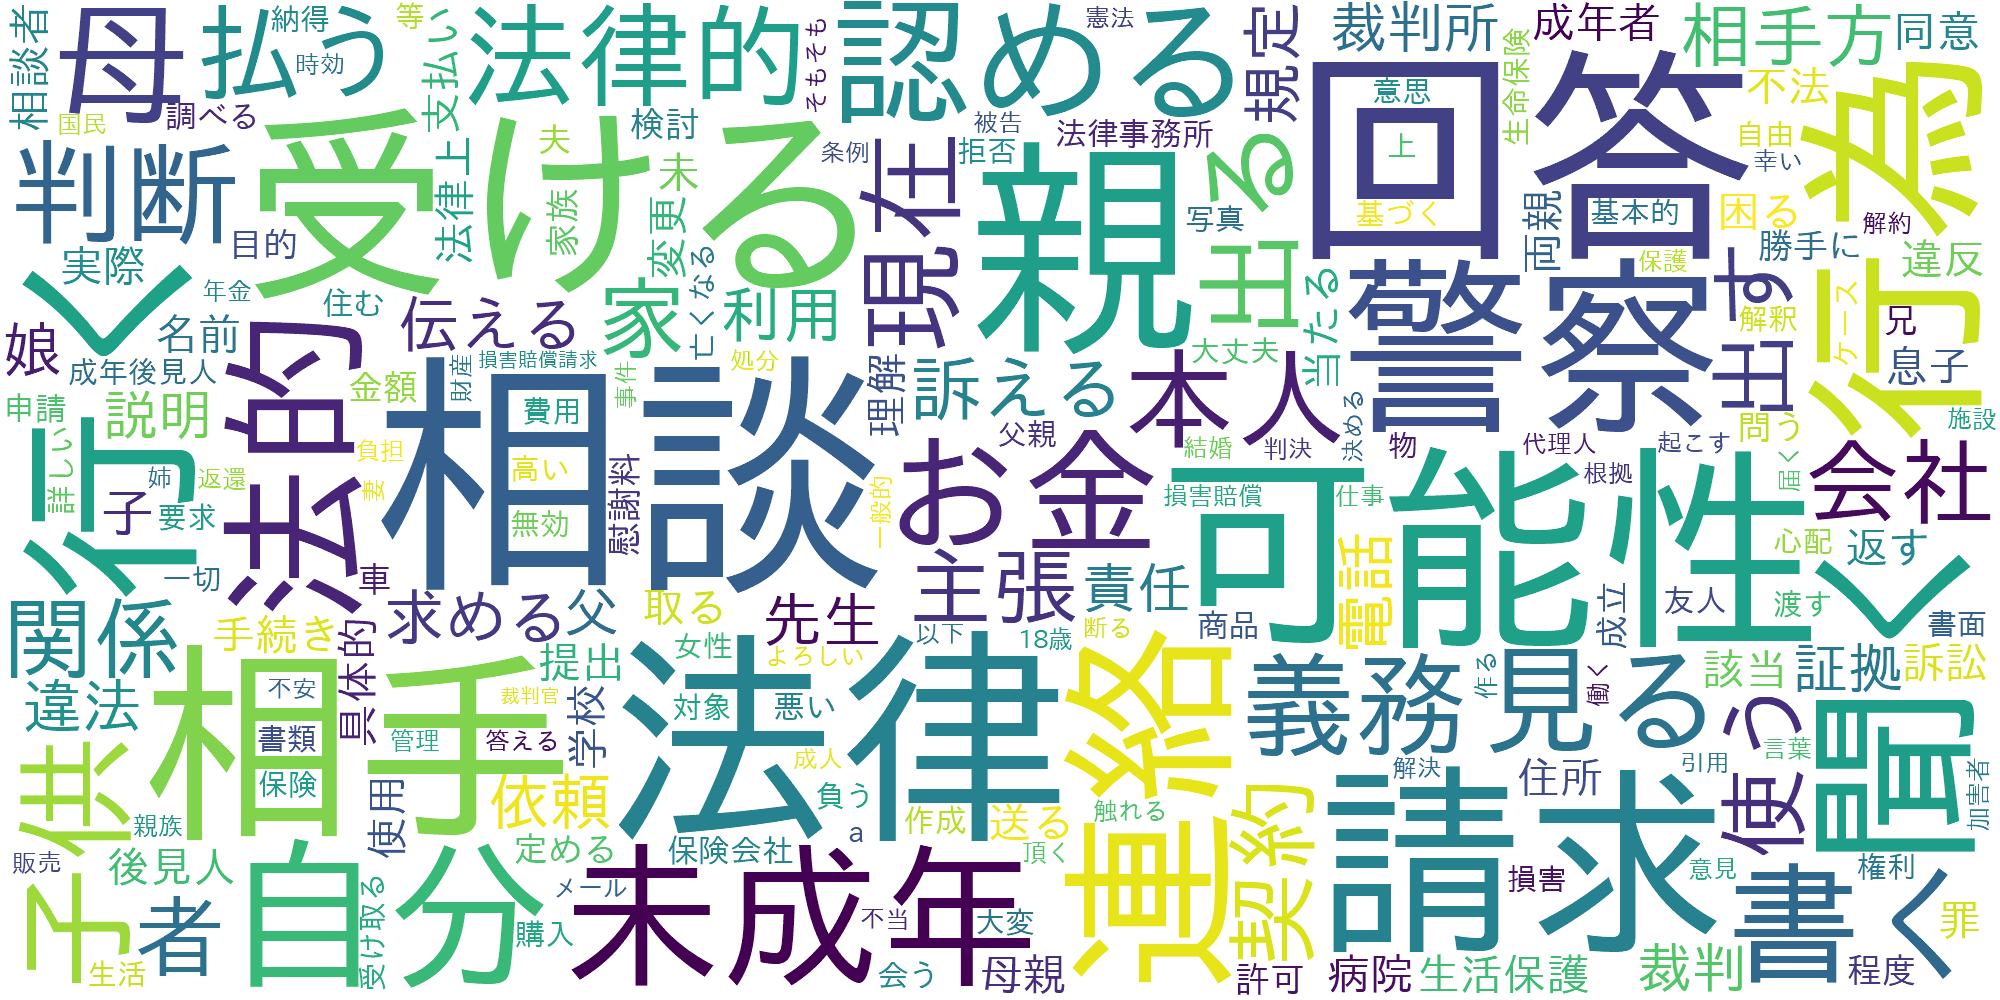 相談者
納得
等
母
払う
時効
調べる
国民
支払い
法律的
そもそも
憲法
認める
被告
裁判所
規定
成年者
相手方
同意
意思
生命保険
不法
自由
幸い
行為
判断
受ける
夫
検討
条例
拒否
法律事務所
出る
上
回答
実際
目的
法律上
家族
未
変更
現在
親
写真
基づく
両親
基本的
困る
勝手に
解約
違反
行く
年金
住む
亡くなる
当たる
警察
出す
保護
解釈
ケース
兄
娘
名前
法的
伝える
家
利用
大丈夫
息子
成年後見人
財産
損害賠償請求
処分
事件
理解
訴える
本人
決める
申請
説明
金額
費用
相談
父親
お金
結婚
判決
物
代理人
起こす
問う
施設
詳しい
姉
返還
負担
妻
高い
慰謝料
一般的
損害賠償
仕事
根拠
届く
会社
子
要求
無効
可能性
電話
心配
返す
一切
車
求める
父
取る
先生
主張
責任
商品
成立
友人
渡す
書面
関係
手続き
具体的
提出
女性
よろしい
以下
18歳
断る
連絡
義務
見る
作る
働く
該当
証拠
訴訟
違法
不安
相手
裁判官
学校
対象
悪い
法律
書類
管理
答える
成人
解決
引用
言葉
聞く
子供
保険
使用
依頼
負う
作成
送る
触れる
契約
請求
住所
使う
加害者
親族
定める
保険会社
a
頂く
販売
後見人
自分
受け取る
メール
未成年
不当
大変
損害
意見
書く
権利
者
購入
生活
会う
母親
許可
病院
生活保護
裁判
程度
罪